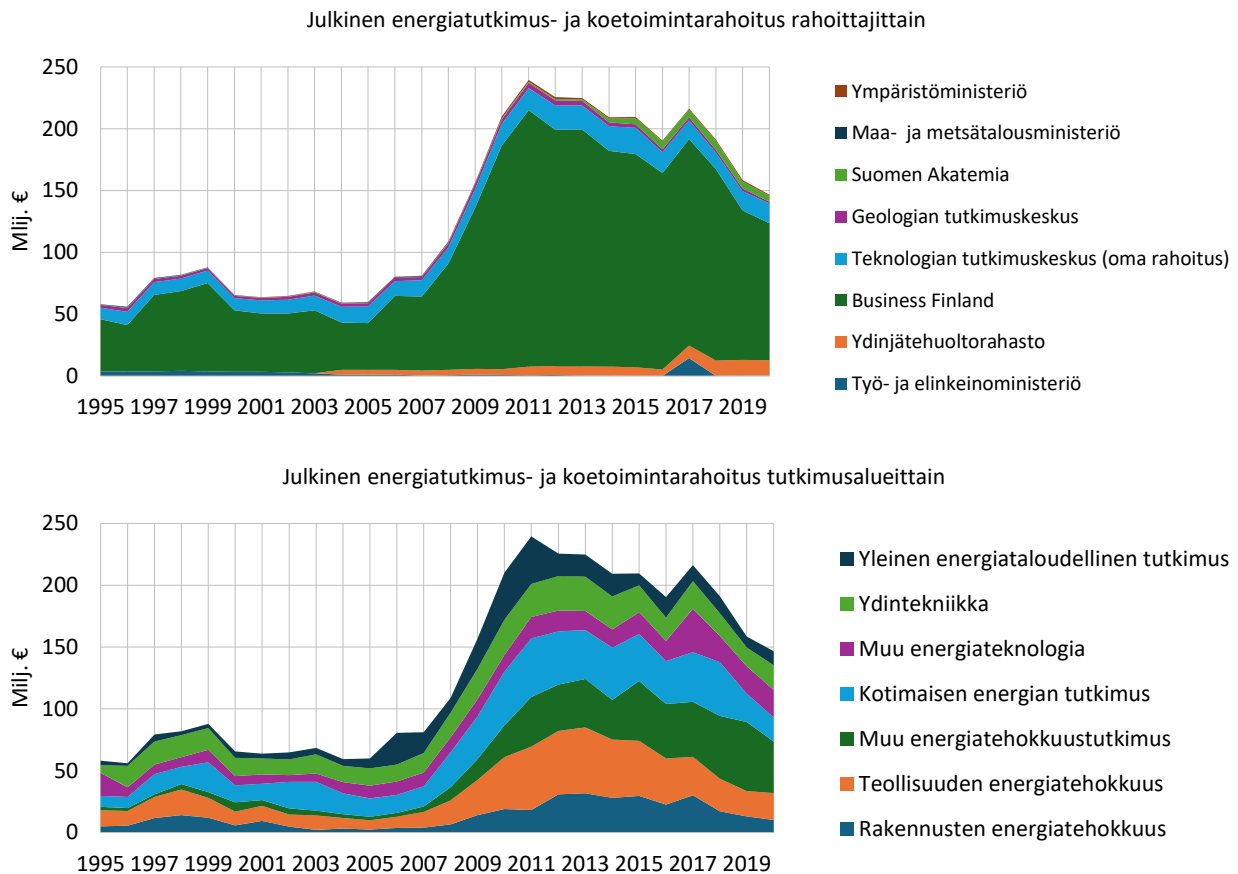 Julkinen energiatutkimus- ja koetoimintarahoitus rahoittajittain
Mlij. €
250
200
150
100
50
0
1995 1997 1999 2001 2003 2005 2007 2009 2011 2013 2015 2017 2019
Ympäristöministeriö
Maa- ja metsätalousministeriö
Suomen Akatemia
Geologian tutkimuskeskus
Teknologian tutkimuskeskus (oma rahoitus)
Business Finland
Ydinjätehuoltorahasto
Työ- ja elinkeinoministeriö
Julkinen energiatutkimus- ja koetoimintarahoitus tutkimusalueittain
Milj. €
250
200
150
100
50
0
1995 1997 1999 2001 2003 2005 2007 2009 2011 2013 2015 2017 2019
Yleinen energiataloudellinen tutkimus
Ydintekniikka
Muu energiateknologia
Kotimaisen energian tutkimus
Muu energiatehokkuustutkimus
Teollisuuden energiatehokkuus
Rakennusten energiatehokkuus